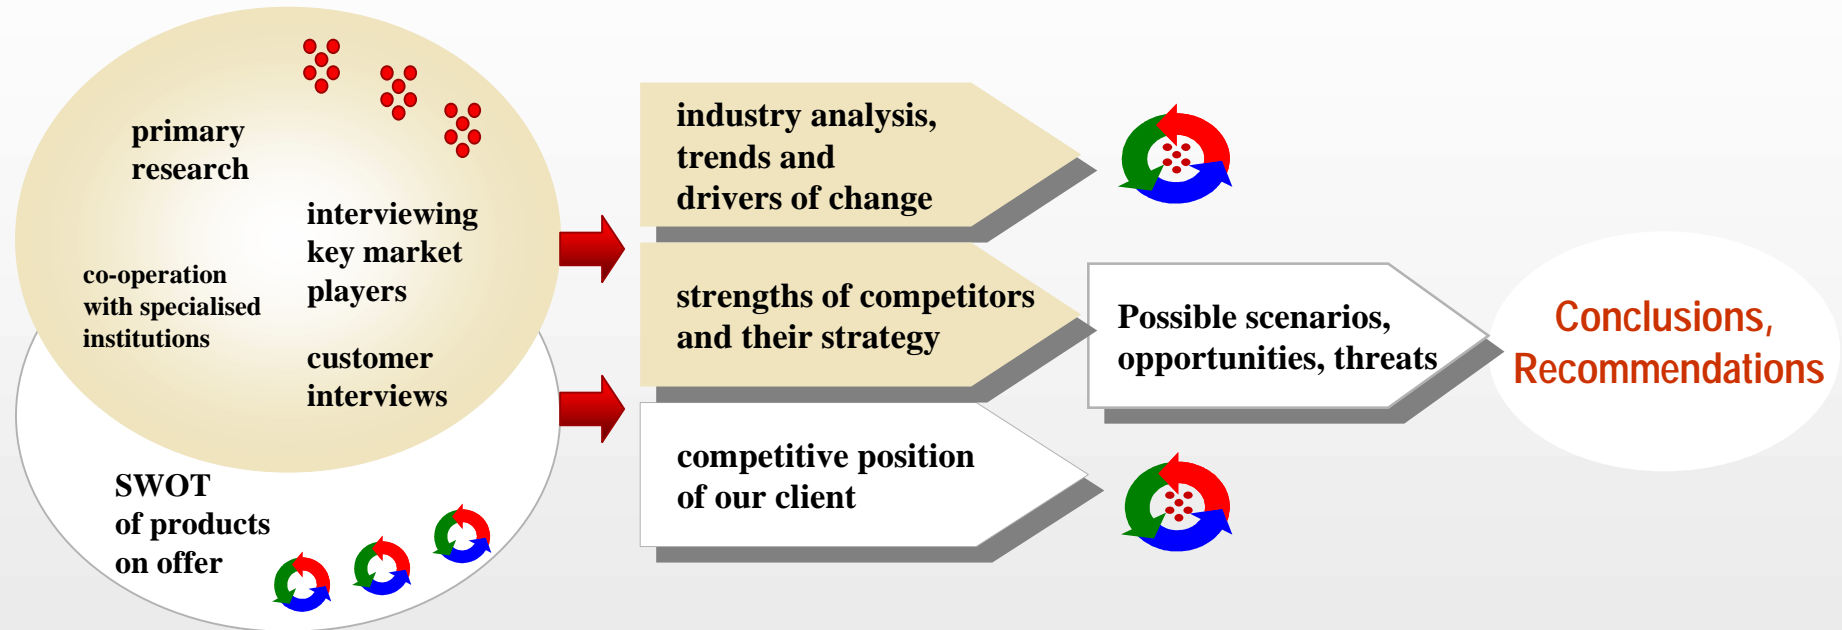 primary
research
interviewing
key market
players
co-operation
with specialised
institutions
customer
interviews
SWOT
of products
on offer
industry analysis,
trends and
drivers of change
strengths of competitors
and their strategy
competitive position
of our client
Possible scenarios,
opportunities, threats
Conclusions,
Recommendations